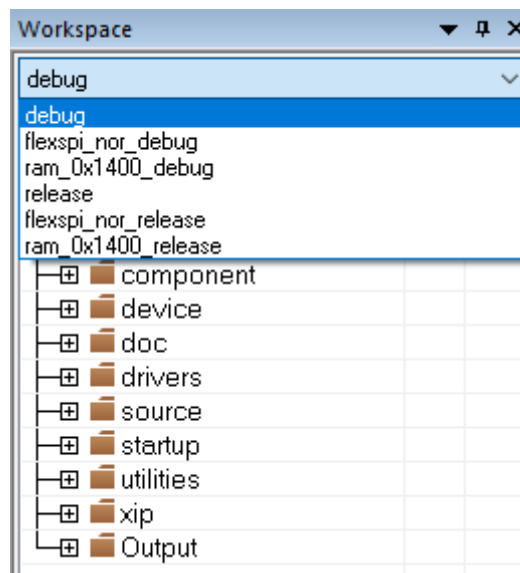 Workspace
debug
debug
flexspi_nor_debug
ram_0x1400_debug
release
flexspi_nor_release
ram_0x1400_release
component
device
doc
drivers
source
startup
utilities
xip
Output